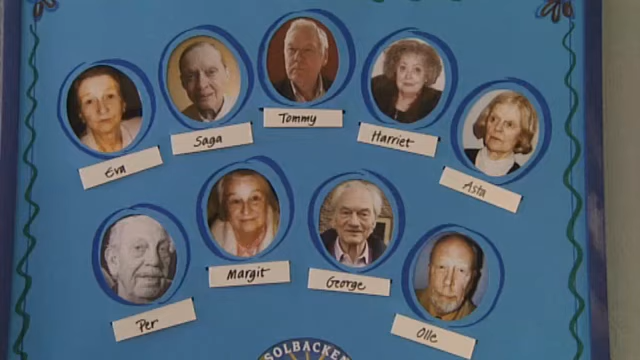 Eva
Saga
Tommy
Harriet
Asta
Per
Margit
George
Olle
SOLBACKEN